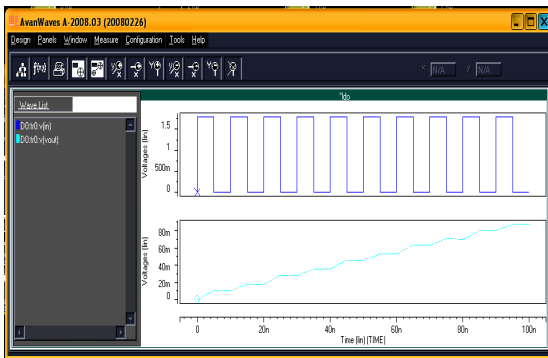 AvanWaves A-2008.03 (20080226)
Design Panels Window Measure Configuration Tools Help
x N/A y N/A
Wave List
D0:tr0:v(in)
D0:tr0:v(vout)
*ldo
Voltages (lin)
1.5
1
500m
0
Voltages (lin)
80m
60m
40m
20m
0
0 20n 40n 60n 80n 100n
Time (lin) (TIME)